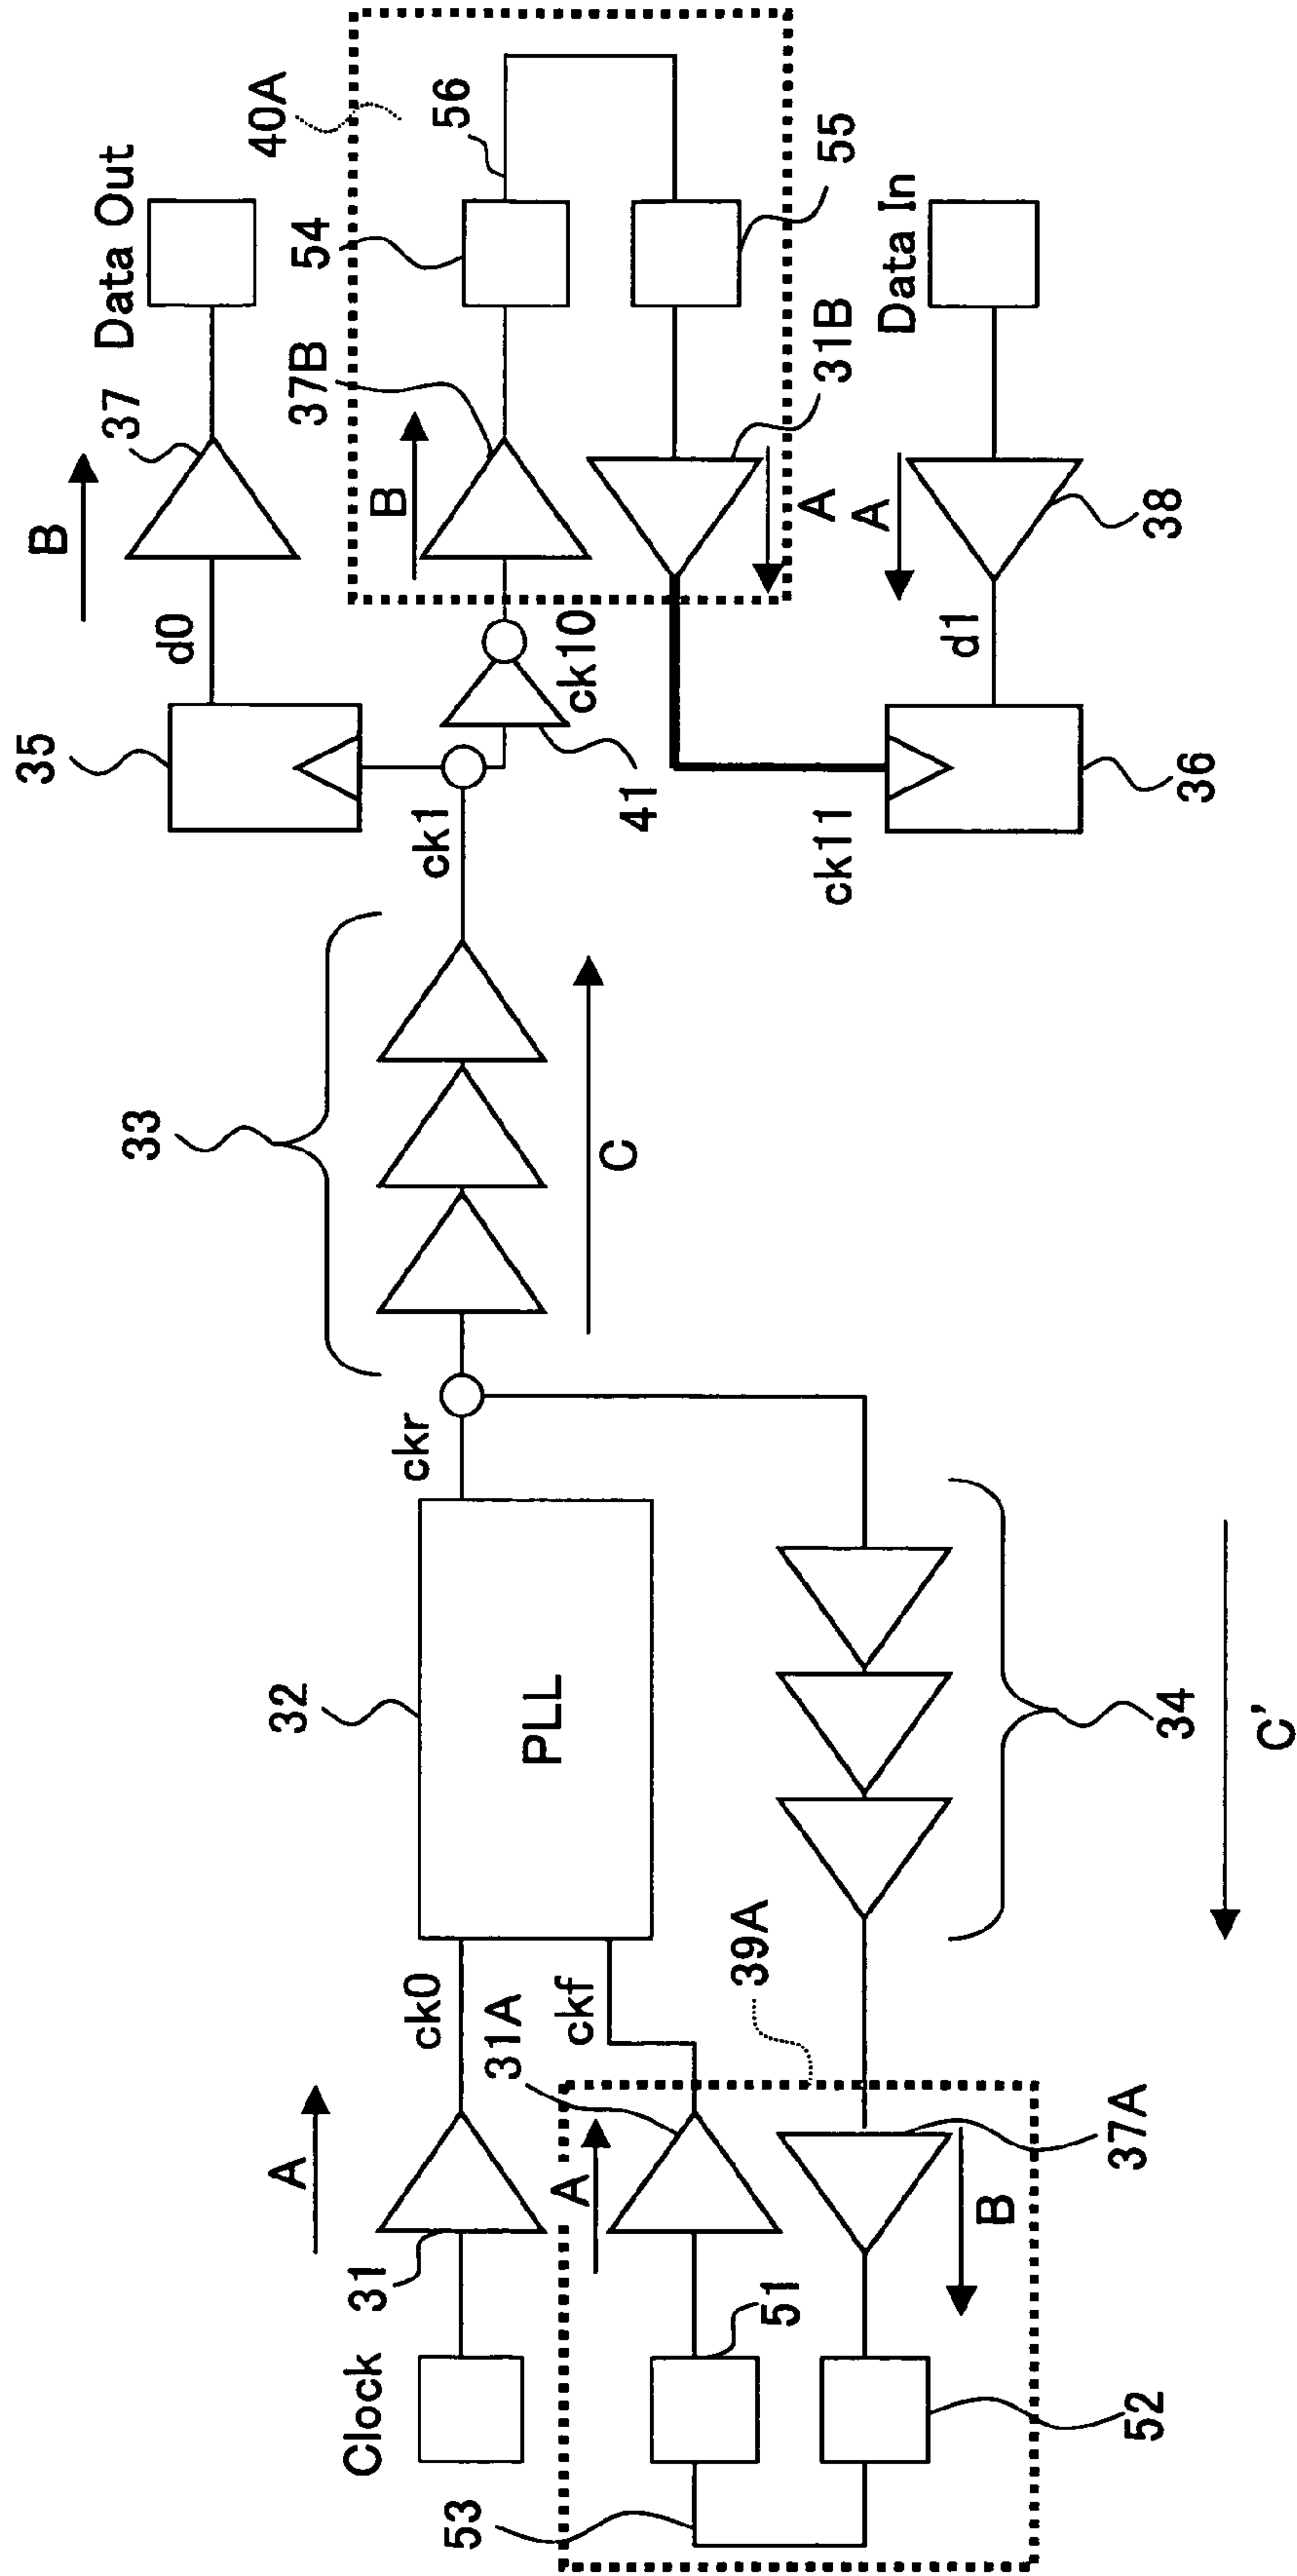 Clock
A
31
ck0
32
PLL
ckr
33
C
ck1
35
d0
B
37
Data Out
41
ck10
B
37B
54
56
40A
55
31B
A
ck11
36
d1
A
38
Data In
53
51
A
31A
ckf
39A
52
B
37A
34
C'